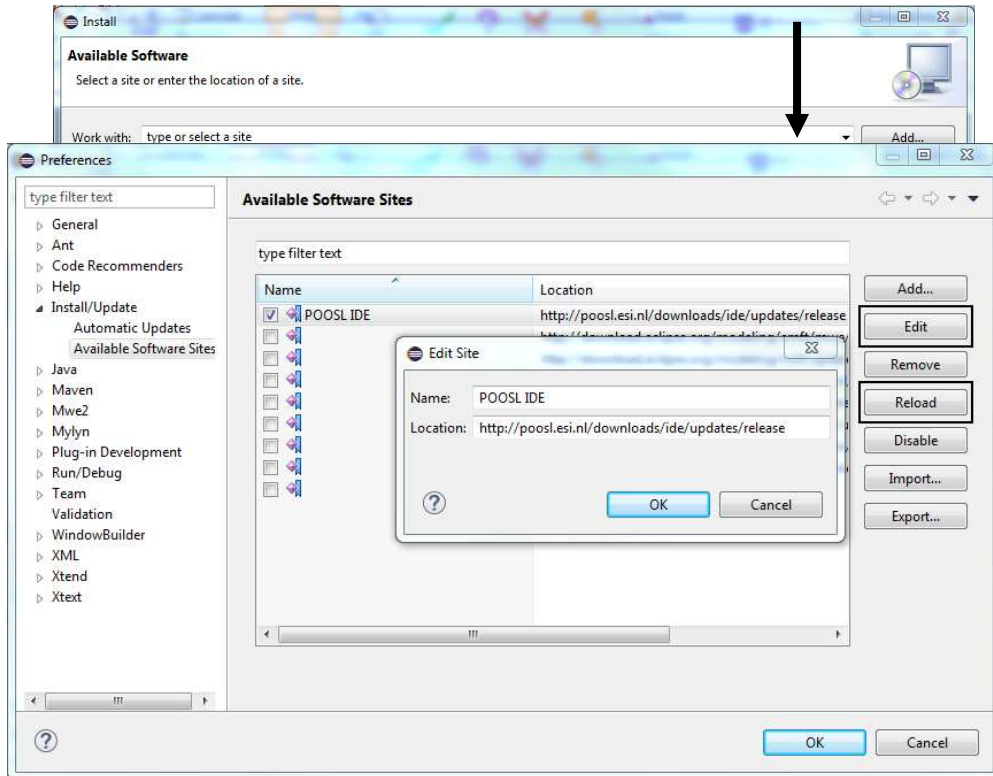 Install
Available Software
Select a site or enter the location of a site.
Work with: type or select a site Add...
Preferences
type filter text
General
Ant
Code Recommenders
Help
Install/Update
Automatic Updates
Available Software Sites
Java
Maven
Mwe2
Mylyn
Plug-in Development
Run/Debug
Team
Validation
WindowBuilder
XML
Xtend
Xtext
Available Software Sites
type filter text
Name Location
POOSL IDE http://poosl.esi.nl/downloads/ide/updates/release
Add...
Edit
Remove
Reload
Disable
Import...
Export...
Edit Site
Name: POOSL IDE
Location: http://poosl.esi.nl/downloads/ide/updates/release
OK Cancel
OK Cancel